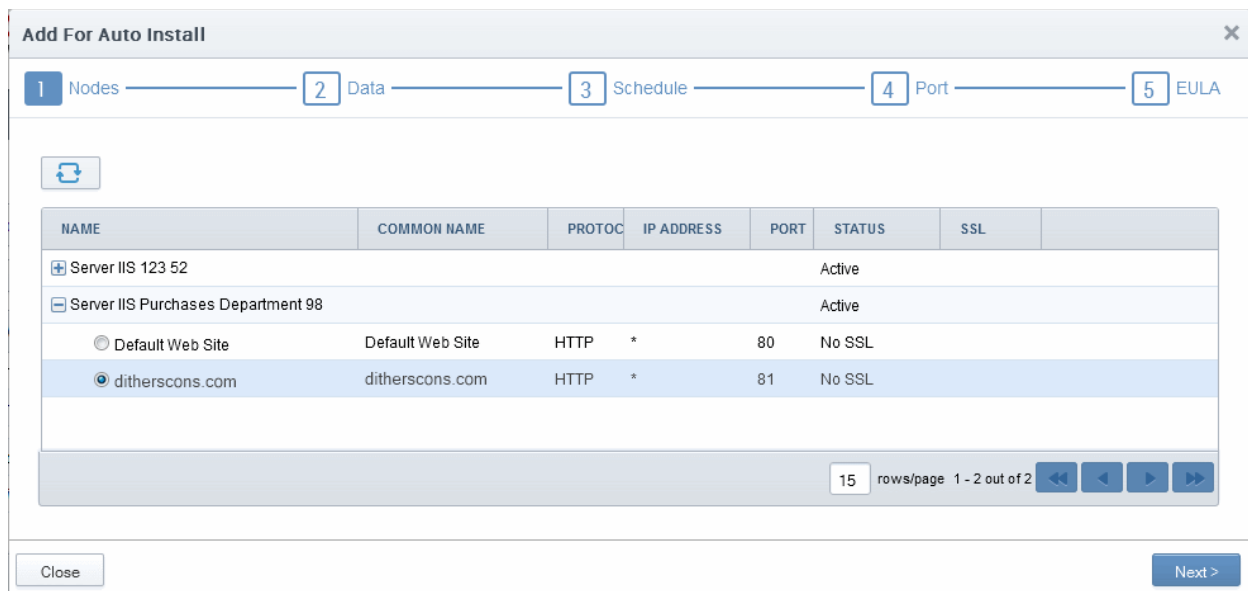 Add For Auto Install
1 Nodes 2 Data 3 Schedule 4 Port 5 EULA
NAME COMMON NAME PROTOC IP ADDRESS PORT STATUS SSL
Server IIS 123 52 Active
Server IIS Purchases Department 98 Active
Default Web Site Default Web Site HTTP * 80 No SSL
ditherscons.com ditherscons.com HTTP * 81 No SSL
15 rows/page 1 - 2 out of 2
Close Next >